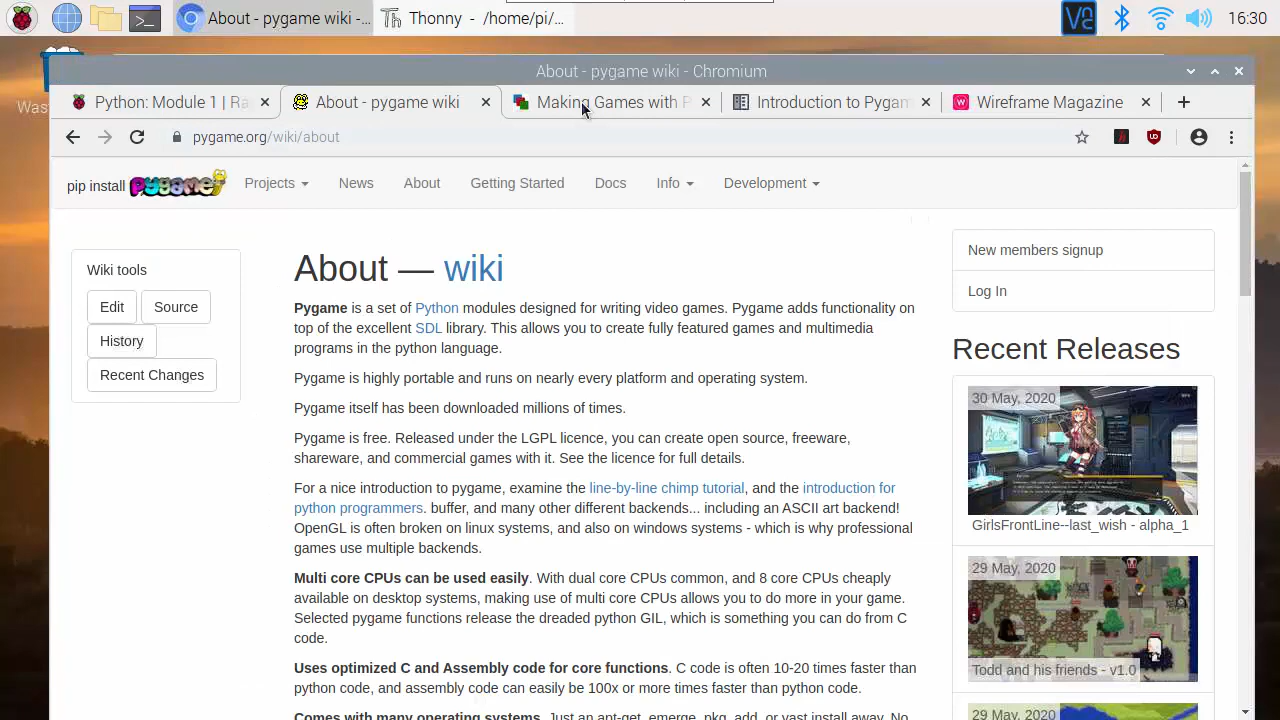 About - pygame wiki -...
Thonny - /home/pi/...
16:30
About - pygame wiki - Chromium
Python: Module 1 | Ra
About - pygame wiki
Making Games with P
Introduction to Pygam
Wireframe Magazine
pygame.org/wiki/about
pip install pygame
Projects
News
About
Getting Started
Docs
Info
Development
Wiki tools
Edit
Source
History
Recent Changes
About — wiki
Pygame is a set of Python modules designed for writing video games. Pygame adds functionality on
top of the excellent SDL library. This allows you to create fully featured games and multimedia
programs in the python language.
Pygame is highly portable and runs on nearly every platform and operating system.
Pygame itself has been downloaded millions of times.
Pygame is free. Released under the LGPL licence, you can create open source, freeware,
shareware, and commercial games with it. See the licence for full details.
For a nice introduction to pygame, examine the line-by-line chimp tutorial, and the introduction for
python programmers. buffer, and many other different backends... including an ASCII art backend!
OpenGL is often broken on linux systems, and also on windows systems - which is why professional
games use multiple backends.
Multi core CPUs can be used easily. With dual core CPUs common, and 8 core CPUs cheaply
available on desktop systems, making use of multi core CPUs allows you to do more in your game.
Selected pygame functions release the dreaded python GIL, which is something you can do from C
code.
Uses optimized C and Assembly code for core functions. C code is often 10-20 times faster than
python code, and assembly code can easily be 100x or more times faster than python code.
Comes with many operating systems. Just an apt-get, emerge, pkg_add, or yast install away. No
New members signup
Log In
Recent Releases
30 May, 2020
GirlsFrontLine--last_wish - alpha_1
29 May, 2020
Todd and his friends - v1.0
29 May, 2020